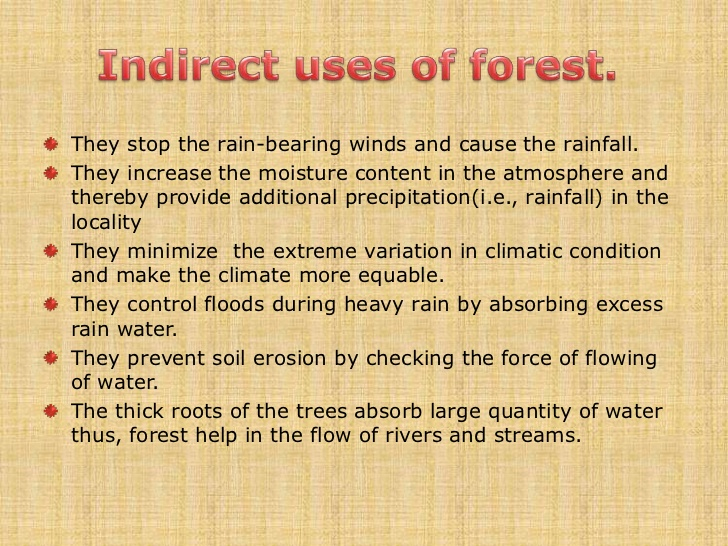 Indirect uses of forest.
They stop the rain-bearing winds and cause the rainfall.
They increase the moisture content in the atmosphere and
thereby provide additional precipitation(i.e., rainfall) in the
locality
They minimize  the extreme variation in climatic condition
and make the climate more equable.
They control floods during heavy rain by absorbing excess
rain water.
They prevent soil erosion by checking the force of flowing
of water.
The thick roots of the trees absorb large quantity of water
thus, forest help in the flow of rivers and streams.